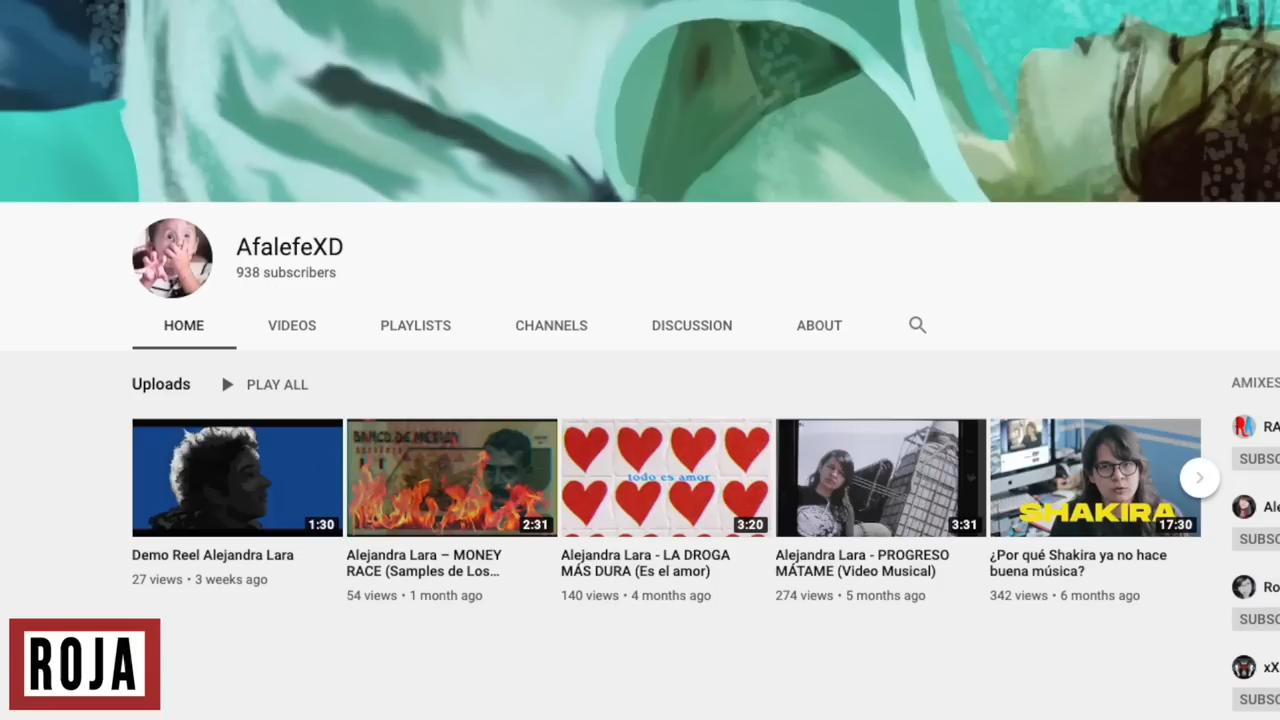 AfalefeXD
938 subscribers
HOME VIDEOS PLAYLISTS CHANNELS DISCUSSION ABOUT
Uploads PLAY ALL
AMIXES
BANCO DE MEXICO
todo es amor
SHAKIRA
1:30 2:31 3:20 3:31 17:30
Demo Reel Alejandra Lara
27 views • 3 weeks ago
Alejandra Lara – MONEY
RACE (Samples de Los...
54 views • 1 month ago
Alejandra Lara - LA DROGA
MÁS DURA (Es el amor)
140 views • 4 months ago
Alejandra Lara - PROGRESO
MÁTAME (Video Musical)
274 views • 5 months ago
¿Por qué Shakira ya no hace
buena música?
342 views • 6 months ago
RA
SUBSC
Ale
SUBSC
Ro
SUBSC
xX
SUBSC
ROJA